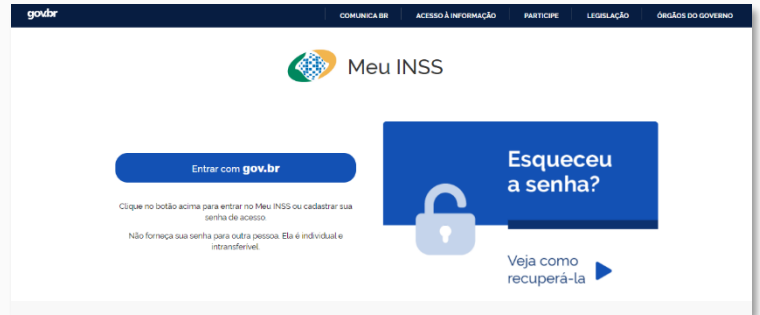 gov.br
COMUNICA BR
ACESSO À INFORMAÇÃO
PARTICIPE
LEGISLAÇÃO
ÓRGÃOS DO GOVERNO
Meu INSS
Entrar com gov.br
Clique no botão acima para entrar no Meu INSS ou cadastrar sua
senha de acesso
Não forneça sua senha para outra pessoa. Ela é individual e
intransferível.
Esqueceu
a senha?
Veja como
recuperá-la